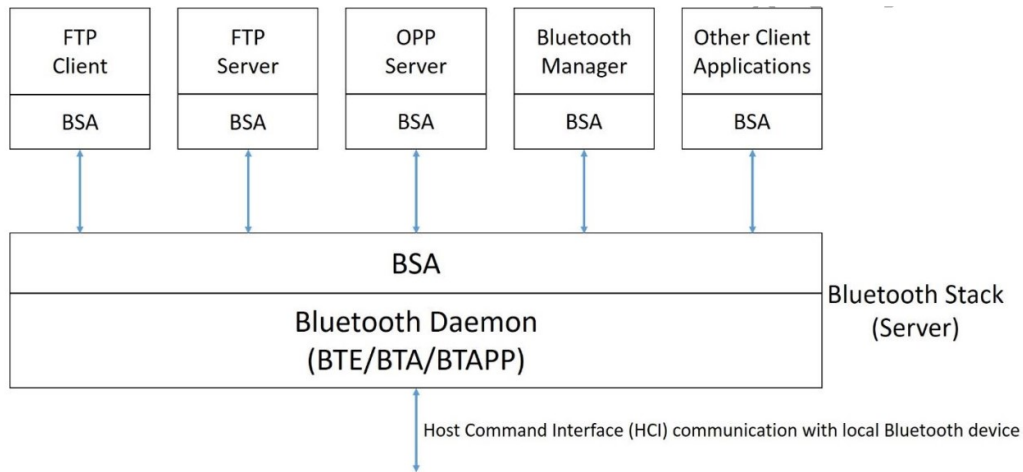 FTP
Client
FTP
Server
OPP
Server
Bluetooth
Manager
Other Client
Applications
BSA
BSA
BSA
BSA
BSA
BSA
Bluetooth Daemon
(BTE/BTA/BTAPP)
Bluetooth Stack
(Server)
Host Command Interface (HCI) communication with local Bluetooth device